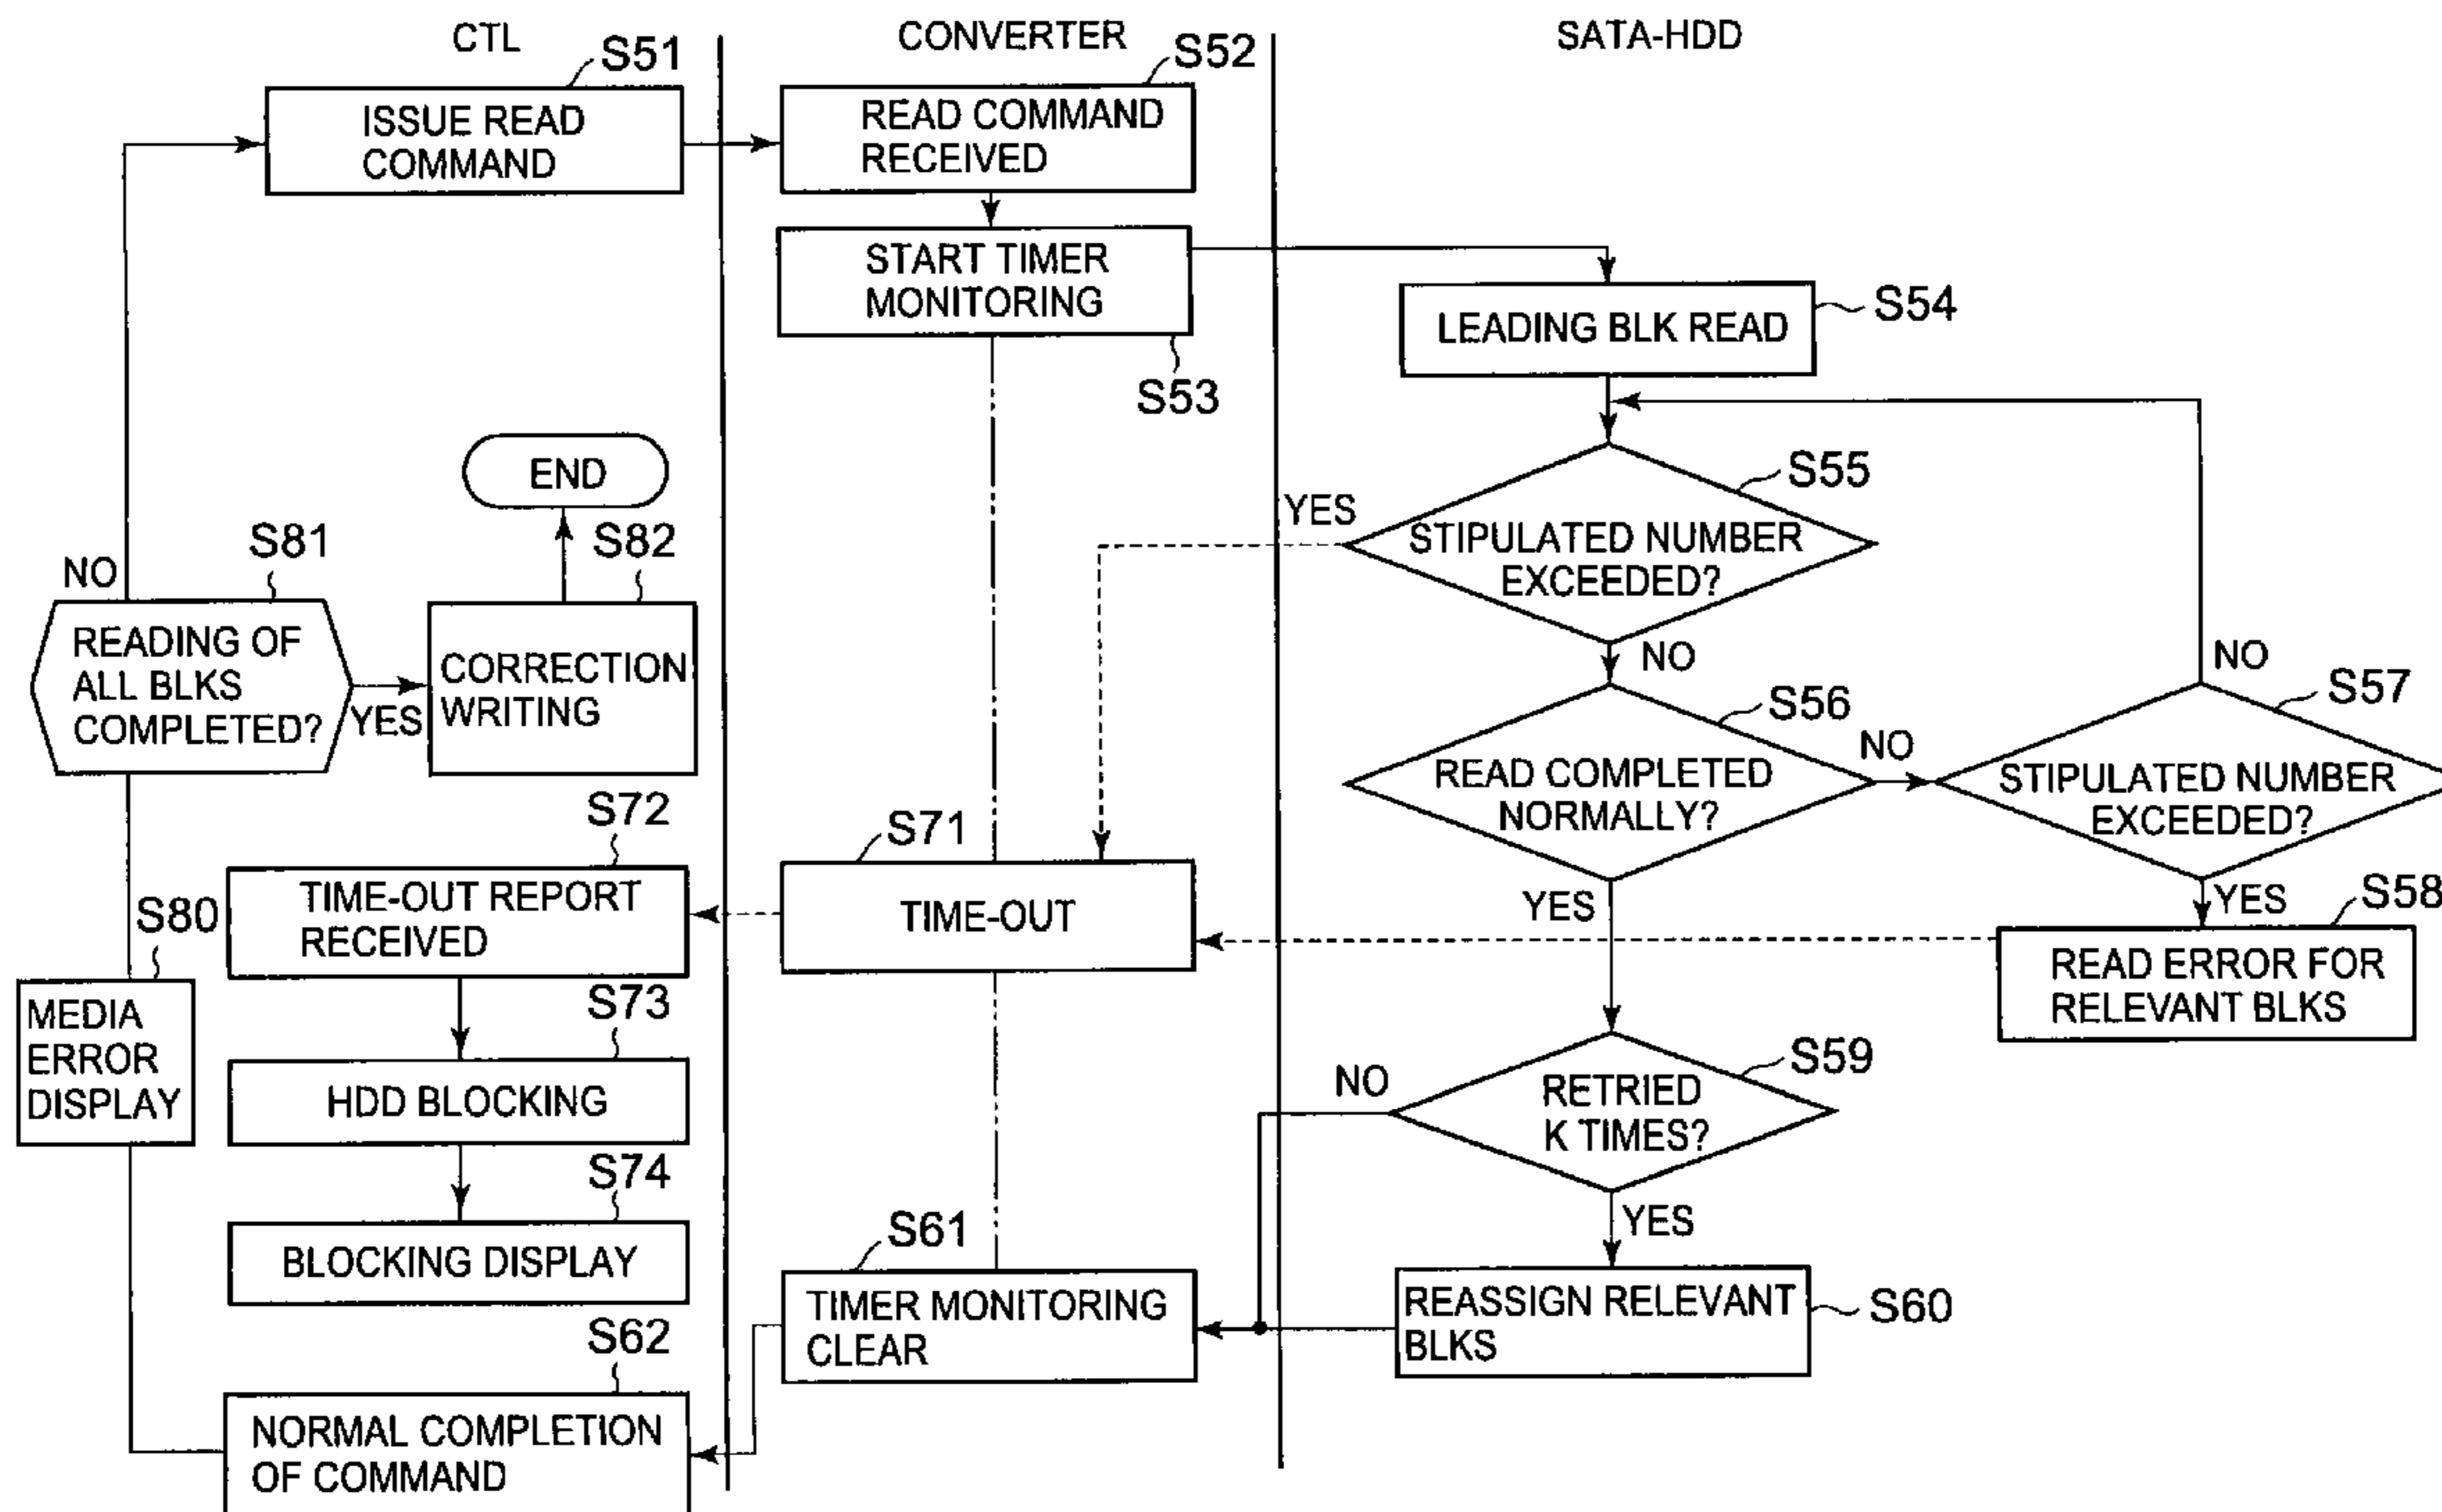 CTL
CONVERTER
SATA-HDD
S51
ISSUE READ
COMMAND
S52
READ COMMAND
RECEIVED
START TIMER
MONITORING
S53
LEADING BLK READ
S54
END
S55
YES
STIPULATED NUMBER
EXCEEDED?
NO
S81
NO
READING OF
ALL BLKS
COMPLETED?
YES
S82
CORRECTION
WRITING
S56
READ COMPLETED
NORMALLY?
NO
YES
S57
NO
STIPULATED NUMBER
EXCEEDED?
YES
S58
READ ERROR FOR
RELEVANT BLKS
S72
TIME-OUT REPORT
RECEIVED
S71
TIME-OUT
S80
MEDIA
ERROR
DISPLAY
S73
HDD BLOCKING
S59
NO
RETRIED
K TIMES?
YES
S74
BLOCKING DISPLAY
S61
TIMER MONITORING
CLEAR
REASSIGN RELEVANT
BLKS
S60
S62
NORMAL COMPLETION
OF COMMAND